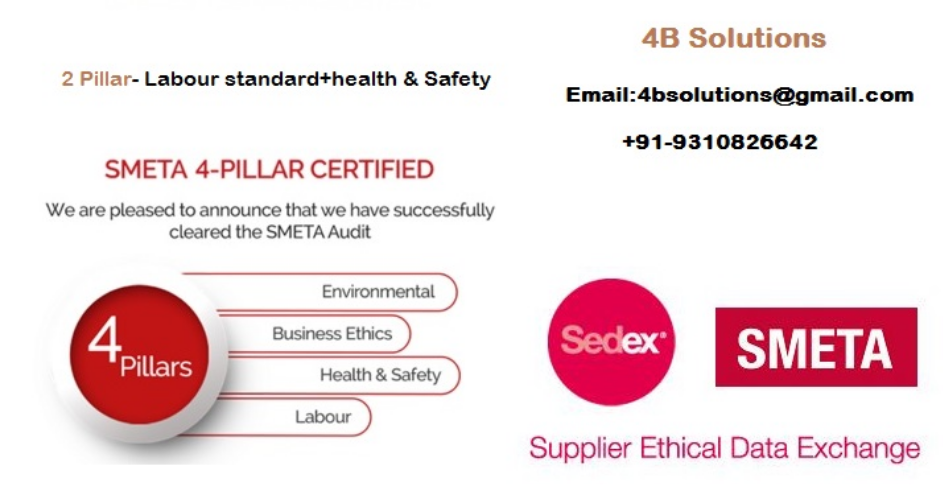 4B Solutions
2 Pillar- Labour standard+health & Safety
Email:4bsolutions@gmail.com
+91-9310826642
SMETA 4-PILLAR CERTIFIED
We are pleased to announce that we have successfully
cleared the SMETA Audit
4 Pillars
Environmental
Business Ethics
Health & Safety
Labour
Sedex®
SMETA
Supplier Ethical Data Exchange